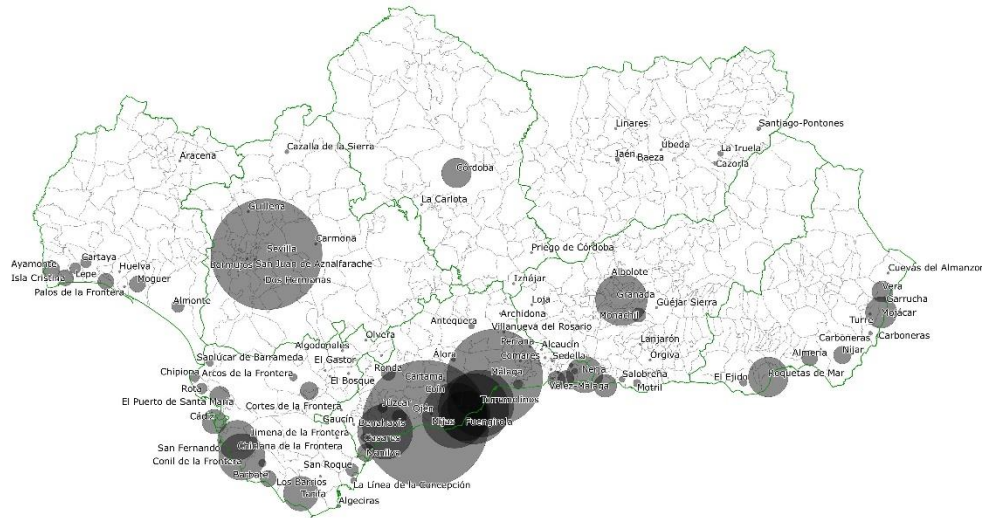 Linares
Santiago-Pontones
Úbeda
La Iruela
Jaén
Baeza
Cazorla
Aracena
Cazalla de la Sierra
Córdoba
La Carlota
Guillena
Carmona
Sevilla
Bormujos
San Juan de Aznalfarache
Dos Hermanas
Priego de Córdoba
Iznájar
Albolote
Granada
Monachil
Güéjar Sierra
Cuevas del Almanzor
Vera
Garrucha
Mojácar
Turre
Carboneras
Carboneras
Níjar
Almería
Roquetas de Mar
El Ejido
Ayamonte
Cartaya
Isla Cristina
Lepe
Huelva
Moguer
Palos de la Frontera
Almonte
Loja
Archidona
Antequera
Villanueva del Rosario
Lanjarón
Órgiva
Periana
Alcaucín
Comares
Sedella
Nerja
Salobreña
Motril
Vélez-Málaga
Málaga
Torremolinos
Olvera
Algodonales
El Gastor
Álora
Sanlúcar de Barrameda
Chipiona
Arcos de la Frontera
El Bosque
Ronda
Cártama
Coín
Rota
El Puerto de Santa María
Cortes de la Frontera
Júzcar
Ojén
Mijas
Fuengirola
Cádiz
Gaucín
Benahavís
Jimena de la Frontera
Casares
San Fernando
Chiclana de la Frontera
Manilva
Conil de la Frontera
Barbate
San Roque
Los Barrios
La Línea de la Concepción
Tarifa
Algeciras